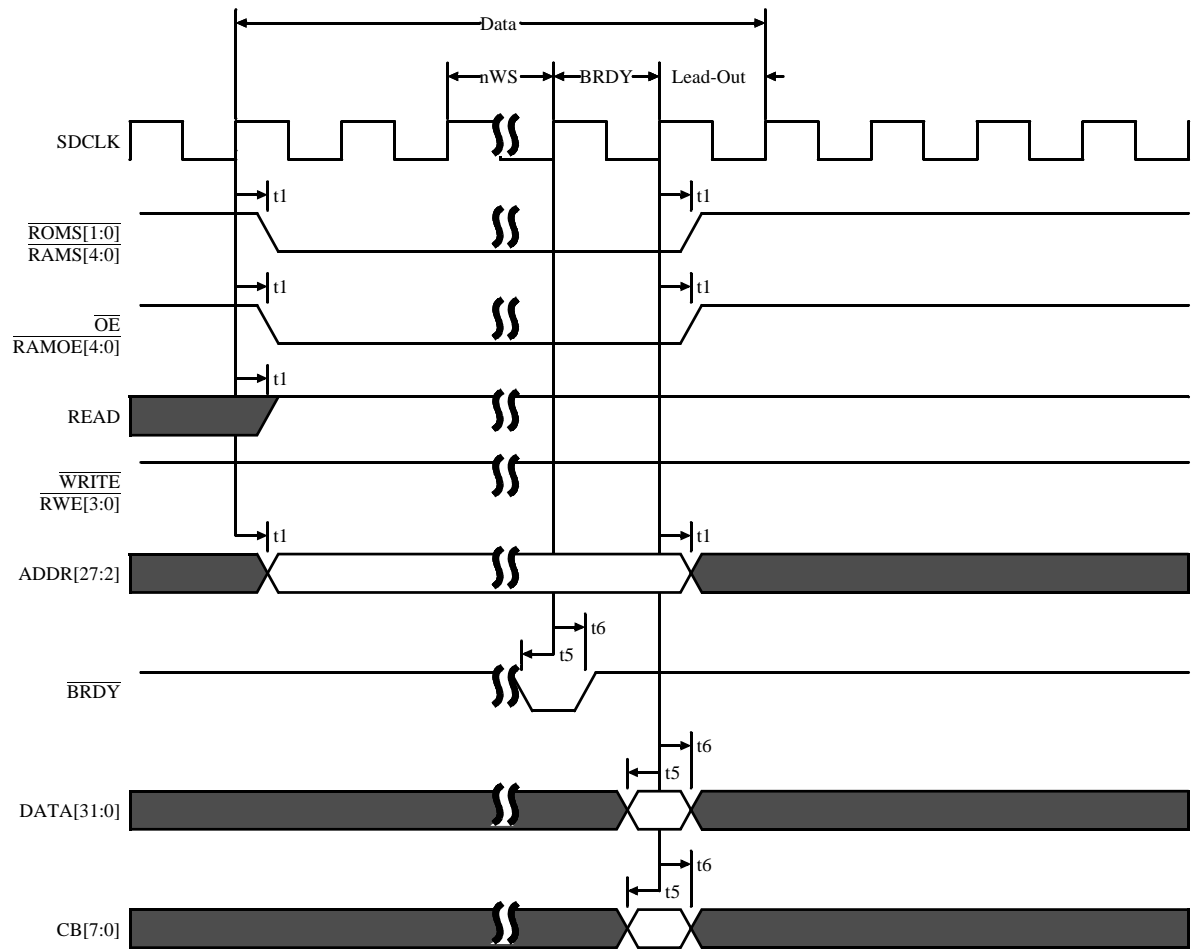 Data
nWS
BRDY
Lead-Out
SDCLK
t1
t1
ROMS[1:0]
RAMS[4:0]
t1
t1
OE
RAMOE[4:0]
t1
READ
WRITE
RWE[3:0]
t1
t1
ADDR[27:2]
t6
t5
BRDY
t6
t5
DATA[31:0]
t6
t5
CB[7:0]